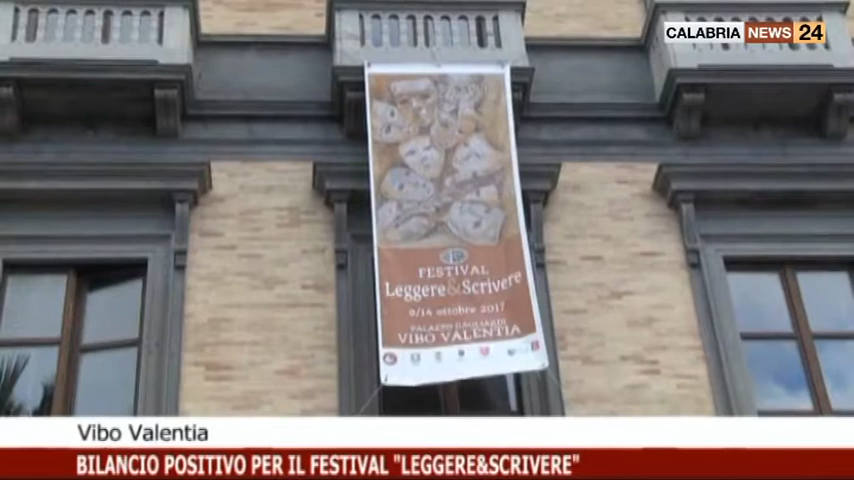 CALABRIA NEWS 24
FESTIVAL
Leggere&Scrivere
9/14 ottobre 2017
PALAZZO GAGLIARDI
VIBO VALENTIA
Vibo Valentia
BILANCIO POSITIVO PER IL FESTIVAL "LEGGERE&SCRIVERE"